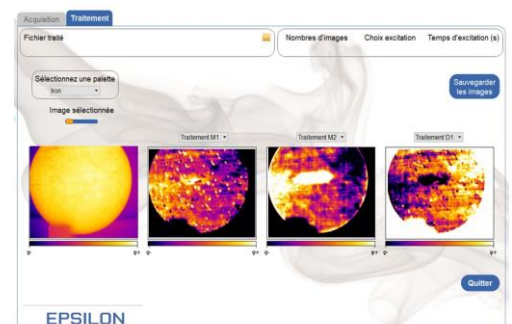 Acquisition Traitement
Fichier traité
Nombres d'images Choix excitation Temps d'excitation (s)
Sélectionnez une palette
Iron
Sauvegarder
les images
Image sélectionnée
Traitement M1 Traitement M2 Traitement D1
Quitter
EPSILON